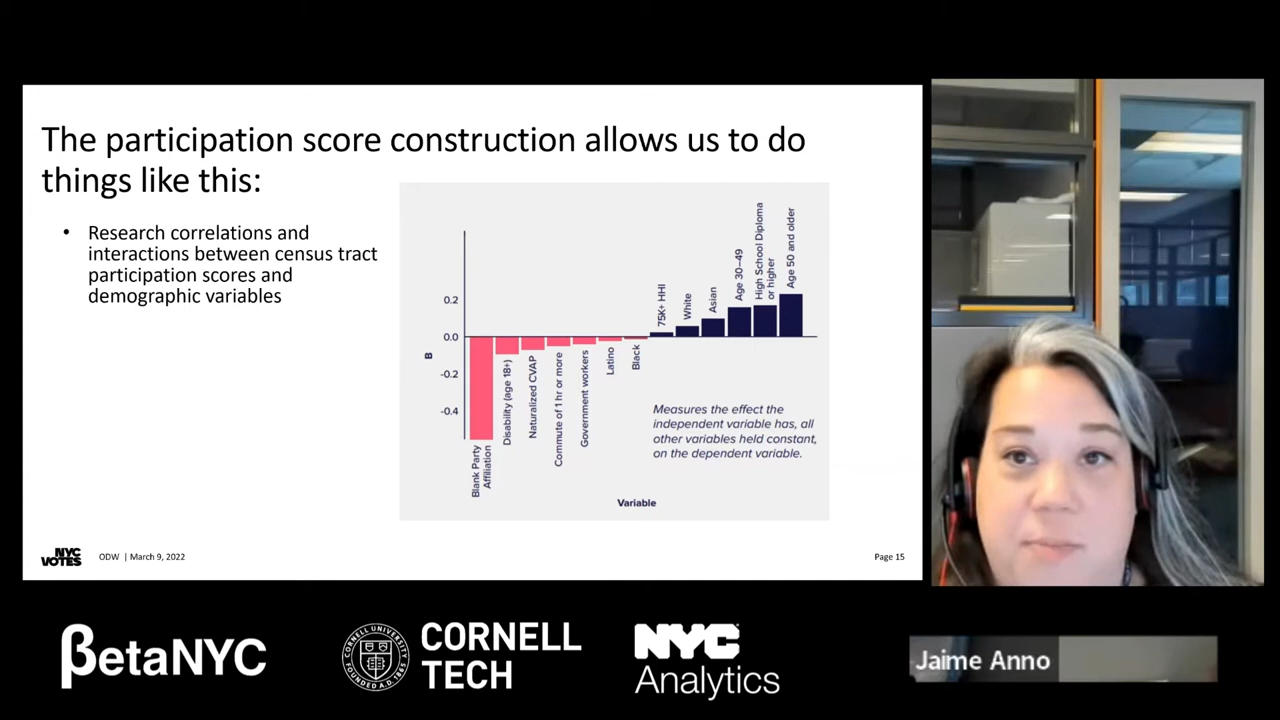 The participation score construction allows us to do
things like this:
• Research correlations and
interactions between census tract
participation scores and
demographic variables
B
0.2
0.0
-0.2
-0.4
Blank Party
Affiliation
Disability (age 18+)
Naturalized CVAP
Commute of 1 hr or more
Government workers
Latino
Black
75K+ HHI
White
Asian
Age 30–49
High School Diploma
or higher
Age 50 and older
Measures the effect the
independent variable has, all
other variables held constant,
on the dependent variable.
Variable
NYC
VOTES
ODW | March 9, 2022
Page 15
βetaNYC
CORNELL UNIVERSITY
FOUNDED A.D. 1865
CORNELL
TECH
NYC
Analytics
Jaime Anno